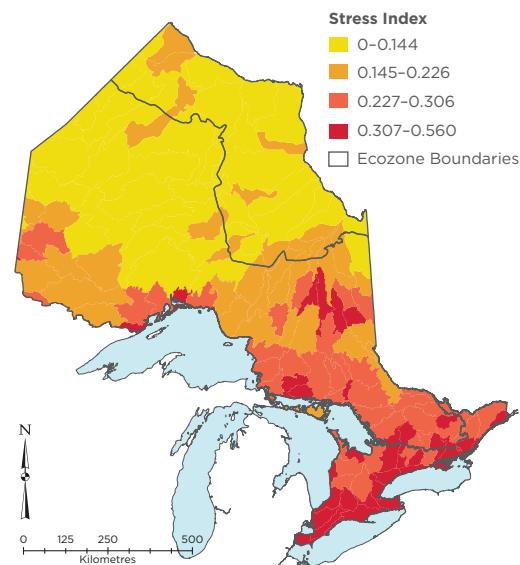 Stress Index
0–0.144
0.145–0.226
0.227–0.306
0.307–0.560
Ecozone Boundaries
N
0 125 250 500
Kilometres